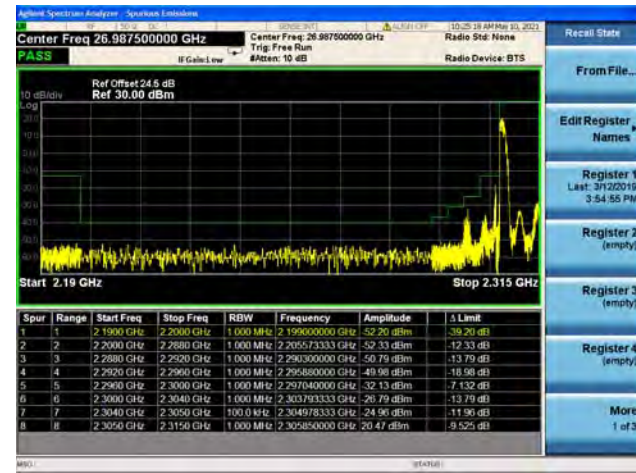 Agilent Spectrum Analyzer - Spurious Emissions
SENSE:INT ALIGN OFF 10:25:18 AM May 10, 2021
Center Freq 26.987500000 GHz Center Freq: 26.987500000 GHz Radio Std: None
Trig: Free Run
PASS IFGain:Low #Atten: 10 dB Radio Device: BTS
Ref Offset 24.5 dB
10 dB/div Ref 30.00 dBm
Log
Start 2.19 GHz Stop 2.315 GHz
Spur Range Start Freq Stop Freq RBW Frequency Amplitude Δ Limit
1 1 2.1900 GHz 2.2000 GHz 1.000 MHz 2.199000000 GHz -52.20 dBm -39.20 dB
2 2 2.2000 GHz 2.2880 GHz 1.000 MHz 2.205573333 GHz -52.33 dBm -12.33 dB
3 3 2.2880 GHz 2.2920 GHz 1.000 MHz 2.290300000 GHz -50.79 dBm -13.79 dB
4 4 2.2920 GHz 2.2960 GHz 1.000 MHz 2.295880000 GHz -49.98 dBm -18.98 dB
5 5 2.2960 GHz 2.3000 GHz 1.000 MHz 2.297040000 GHz -32.13 dBm -7.132 dB
6 6 2.3000 GHz 2.3040 GHz 1.000 MHz 2.303793333 GHz -26.79 dBm -13.79 dB
7 7 2.3040 GHz 2.3050 GHz 100.0 kHz 2.304978333 GHz -24.96 dBm -11.96 dB
8 8 2.3050 GHz 2.3150 GHz 1.000 MHz 2.305850000 GHz 20.47 dBm -9.525 dB
MSG STATUS
Recall State
From File...
Edit Register
Names
Register 1
Last: 3/12/2019
3:54:55 PM
Register 2
(empty)
Register 3
(empty)
Register 4
(empty)
More
1 of 3